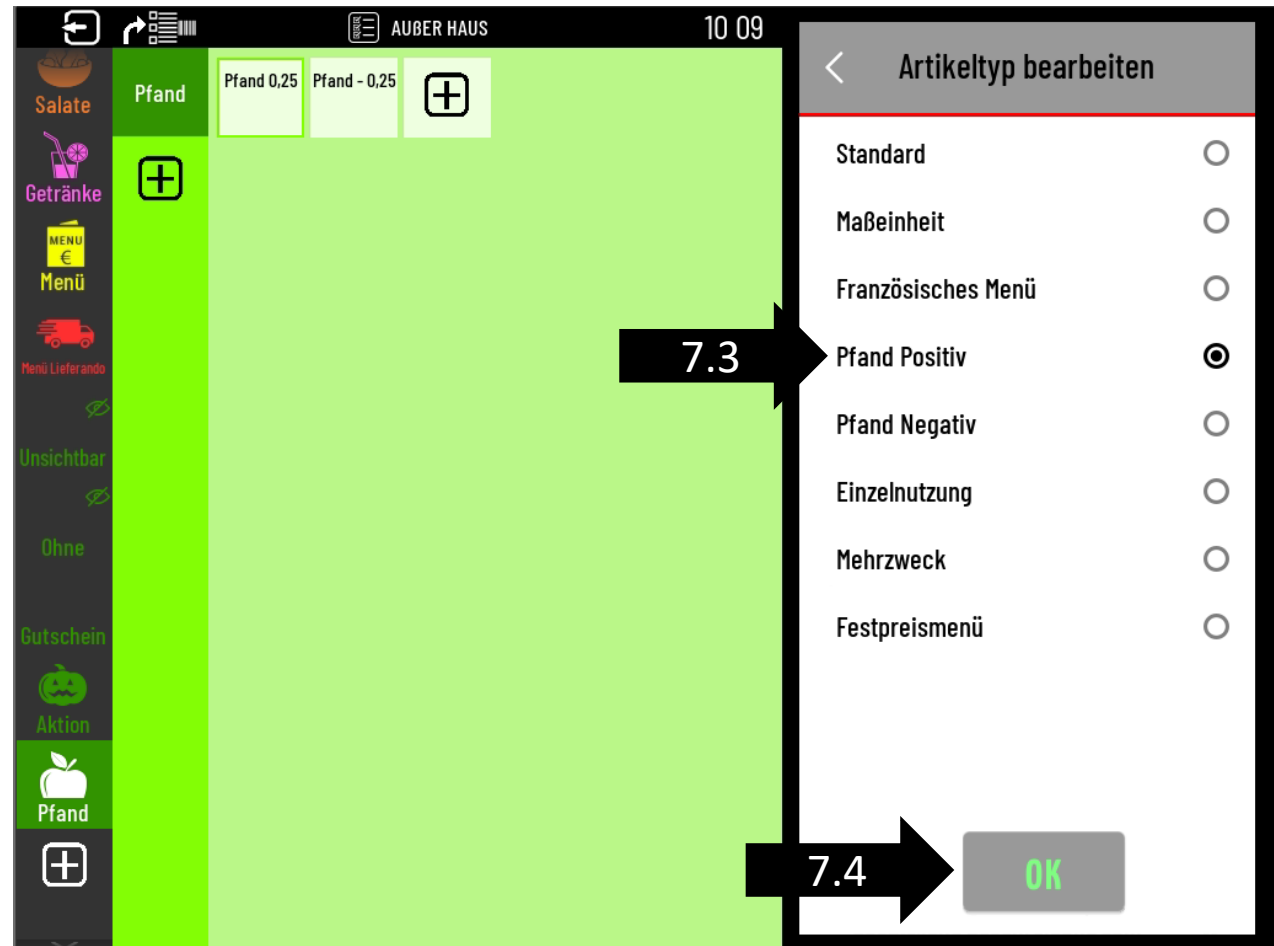 AUßER HAUS
10 09
Salate
Getränke
MENU
€
Menü
Menü Lieferando
Unsichtbar
Ohne
Gutschein
Aktion
Pfand
Pfand
Pfand 0,25
Pfand - 0,25
Artikeltyp bearbeiten
Standard
Maßeinheit
Französisches Menü
7.3
Pfand Positiv
Pfand Negativ
Einzelnutzung
Mehrzweck
Festpreismenü
7.4
OK